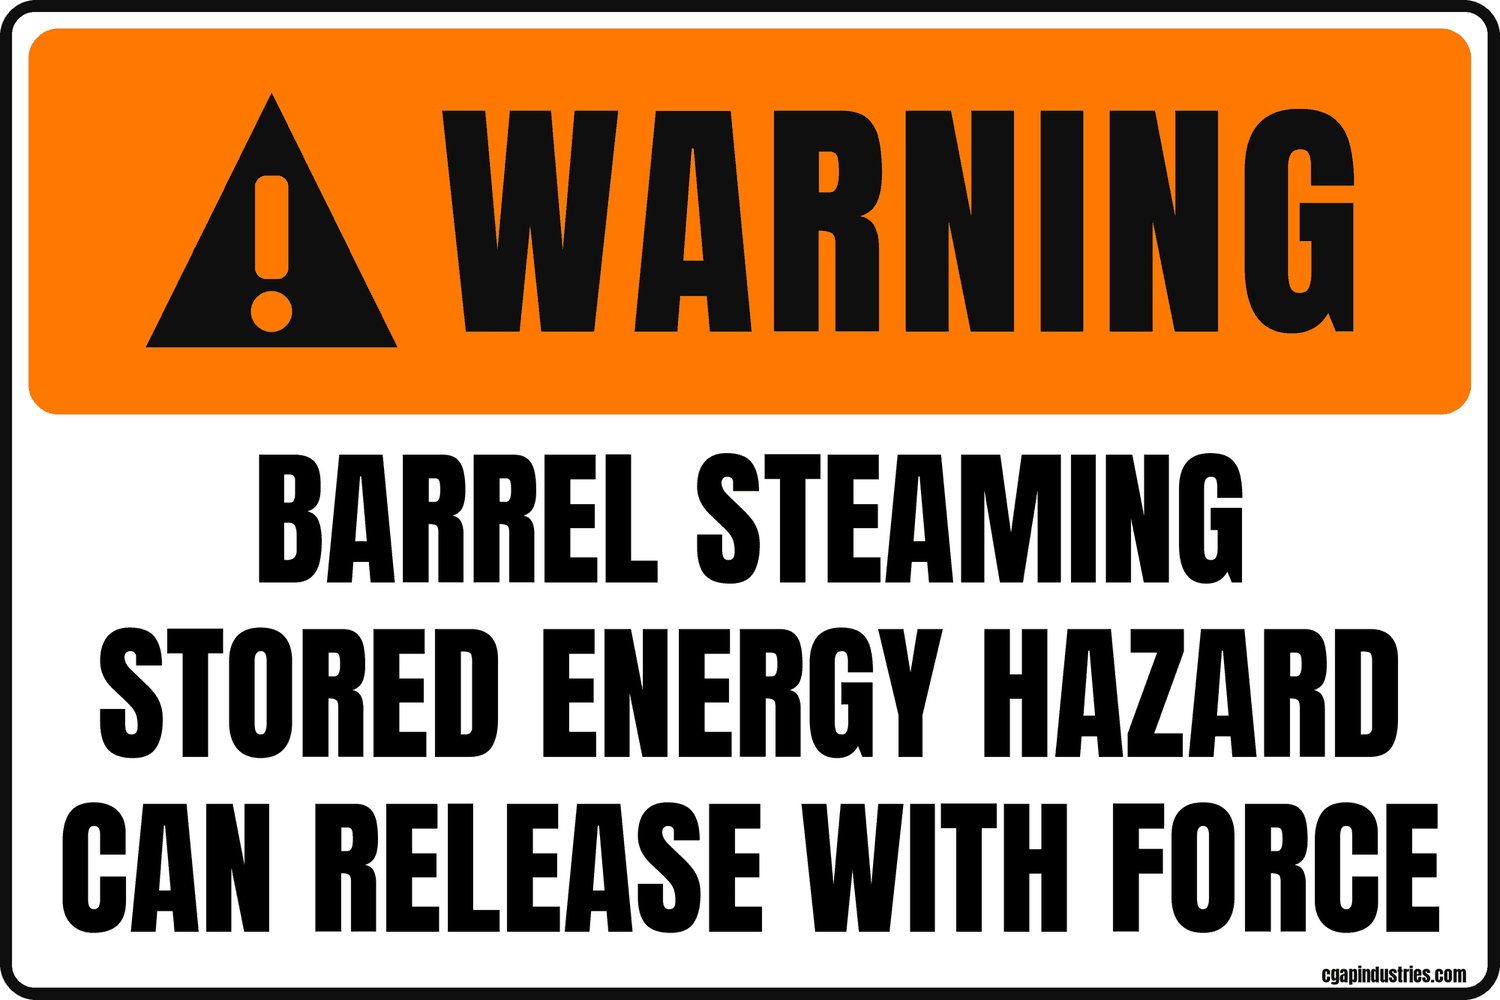 WARNING
BARREL STEAMING
STORED ENERGY HAZARD
CAN RELEASE WITH FORCE
cgapindustries.com